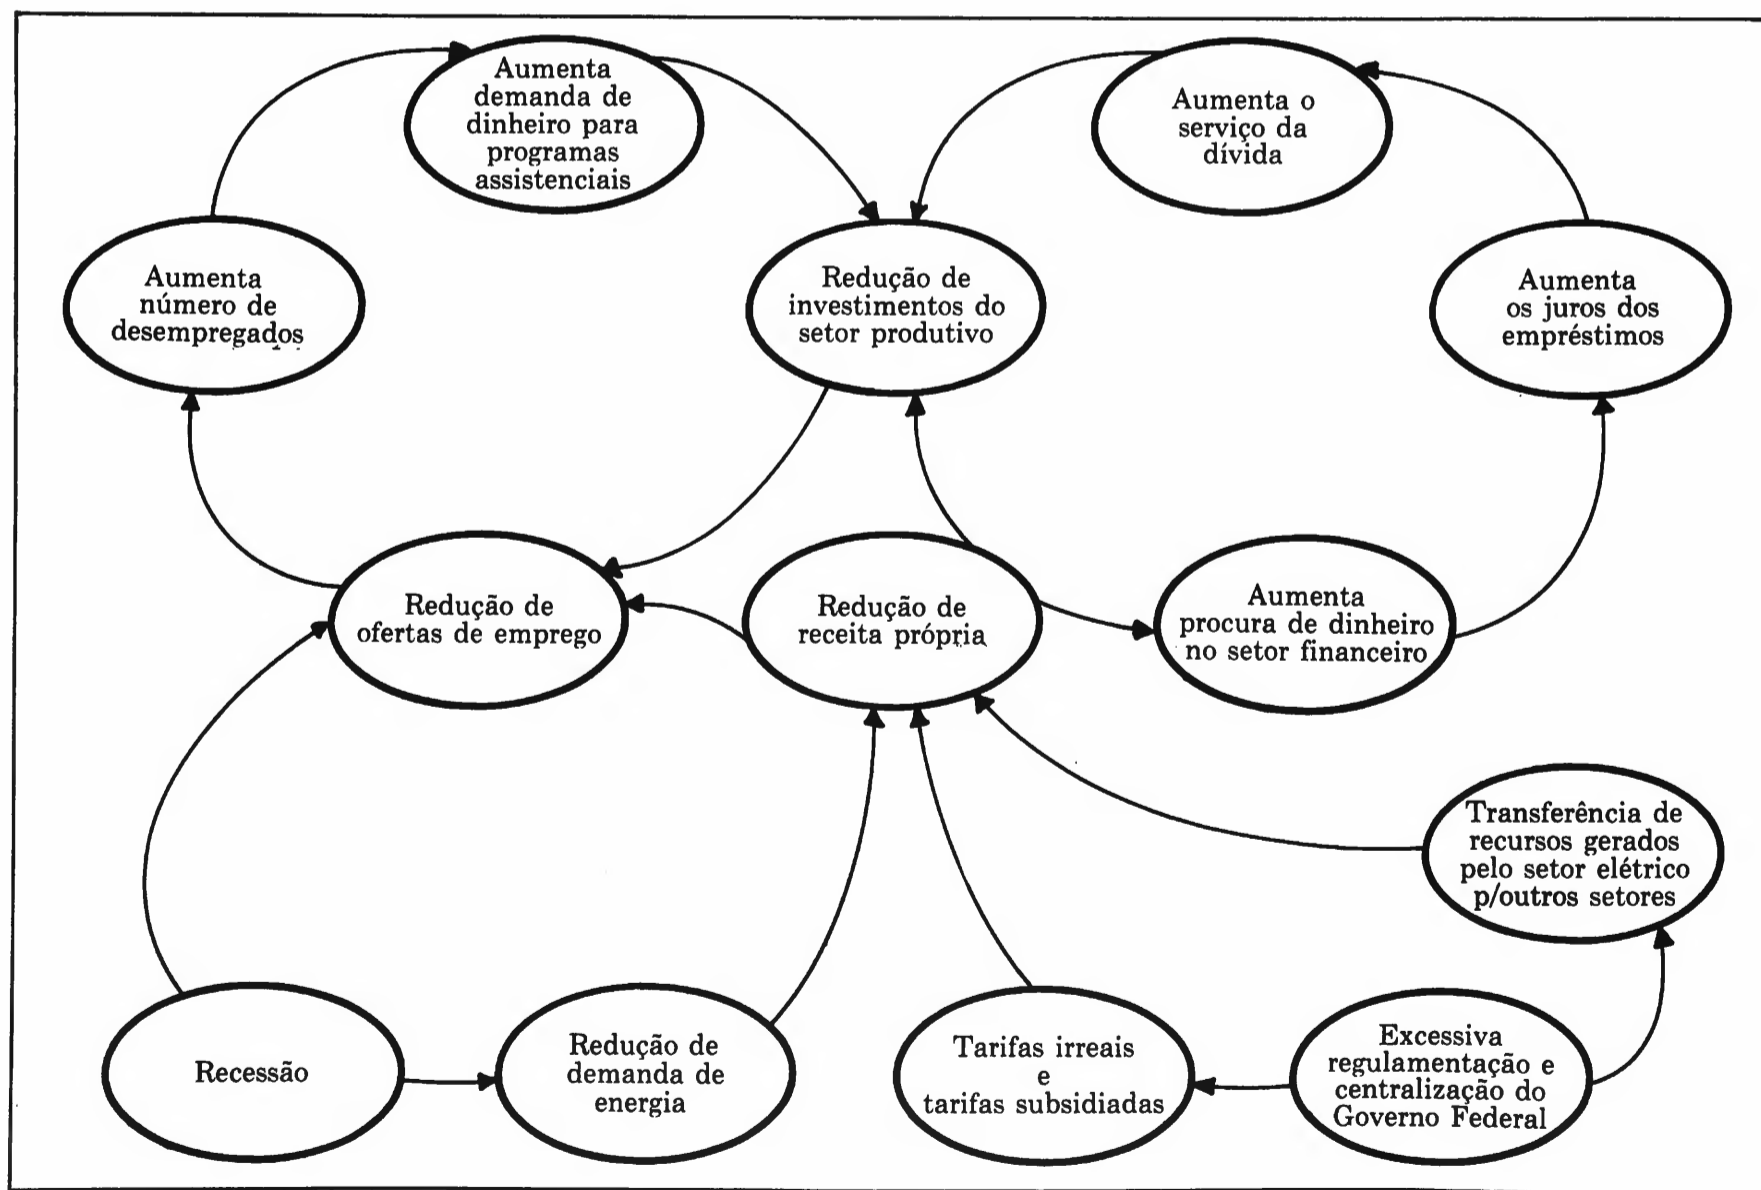 Aumenta
demanda de
dinheiro para
programas
assistenciais
Aumenta o
serviço da
dívida
Aumenta
número de
desempregados
Redução de
investimentos do
setor produtivo
Aumenta
os juros dos
empréstimos
Redução de
ofertas de emprego
Redução de
receita própria
Aumenta
procura de dinheiro
no setor financeiro
Transferência de
recursos gerados
pelo setor elétrico
p/outros setores
Recessão
Redução de
demanda de
energia
Tarifas irreais
e
tarifas subsidiadas
Excessiva
regulamentação e
centralização do
Governo Federal